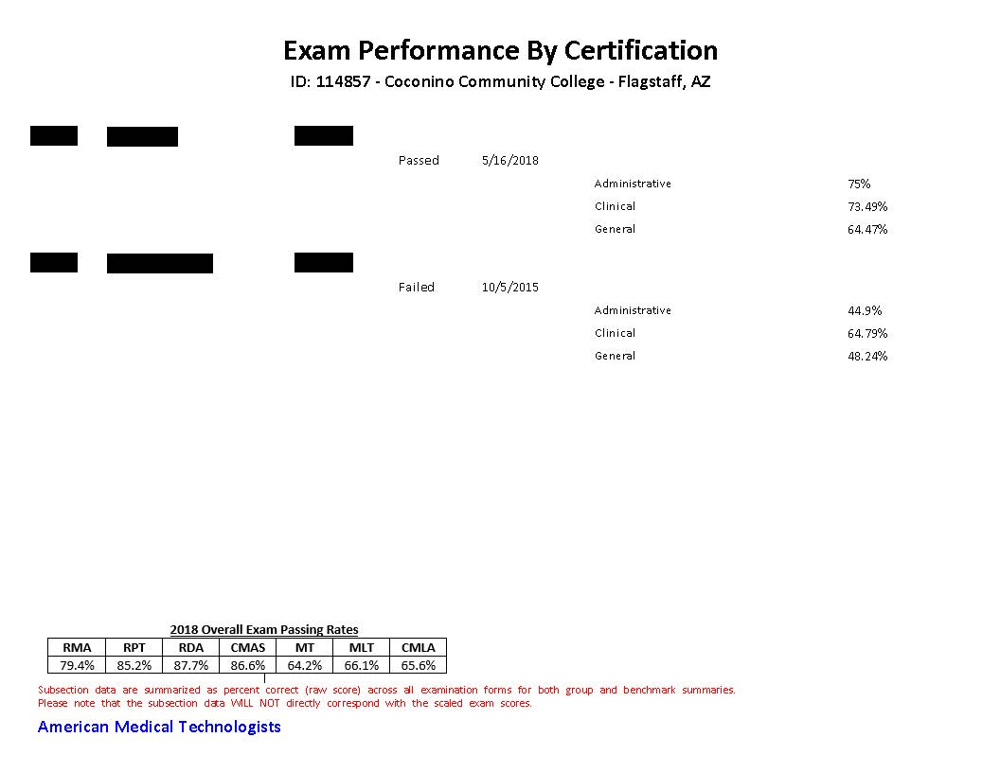 Exam Performance By Certification
ID: 114857 - Coconino Community College - Flagstaff, AZ
Passed 5/16/2018
Administrative 75%
Clinical 73.49%
General 64.47%
Failed 10/5/2015
Administrative 44.9%
Clinical 64.79%
General 48.24%
2018 Overall Exam Passing Rates
RMA RPT RDA CMAS MT MLT CMLA
79.4% 85.2% 87.7% 86.6% 64.2% 66.1% 65.6%
Subsection data are summarized as percent correct (raw score) across all examination forms for both group and benchmark summaries.
Please note that the subsection data WILL NOT directly correspond with the scaled exam scores.
American Medical Technologists